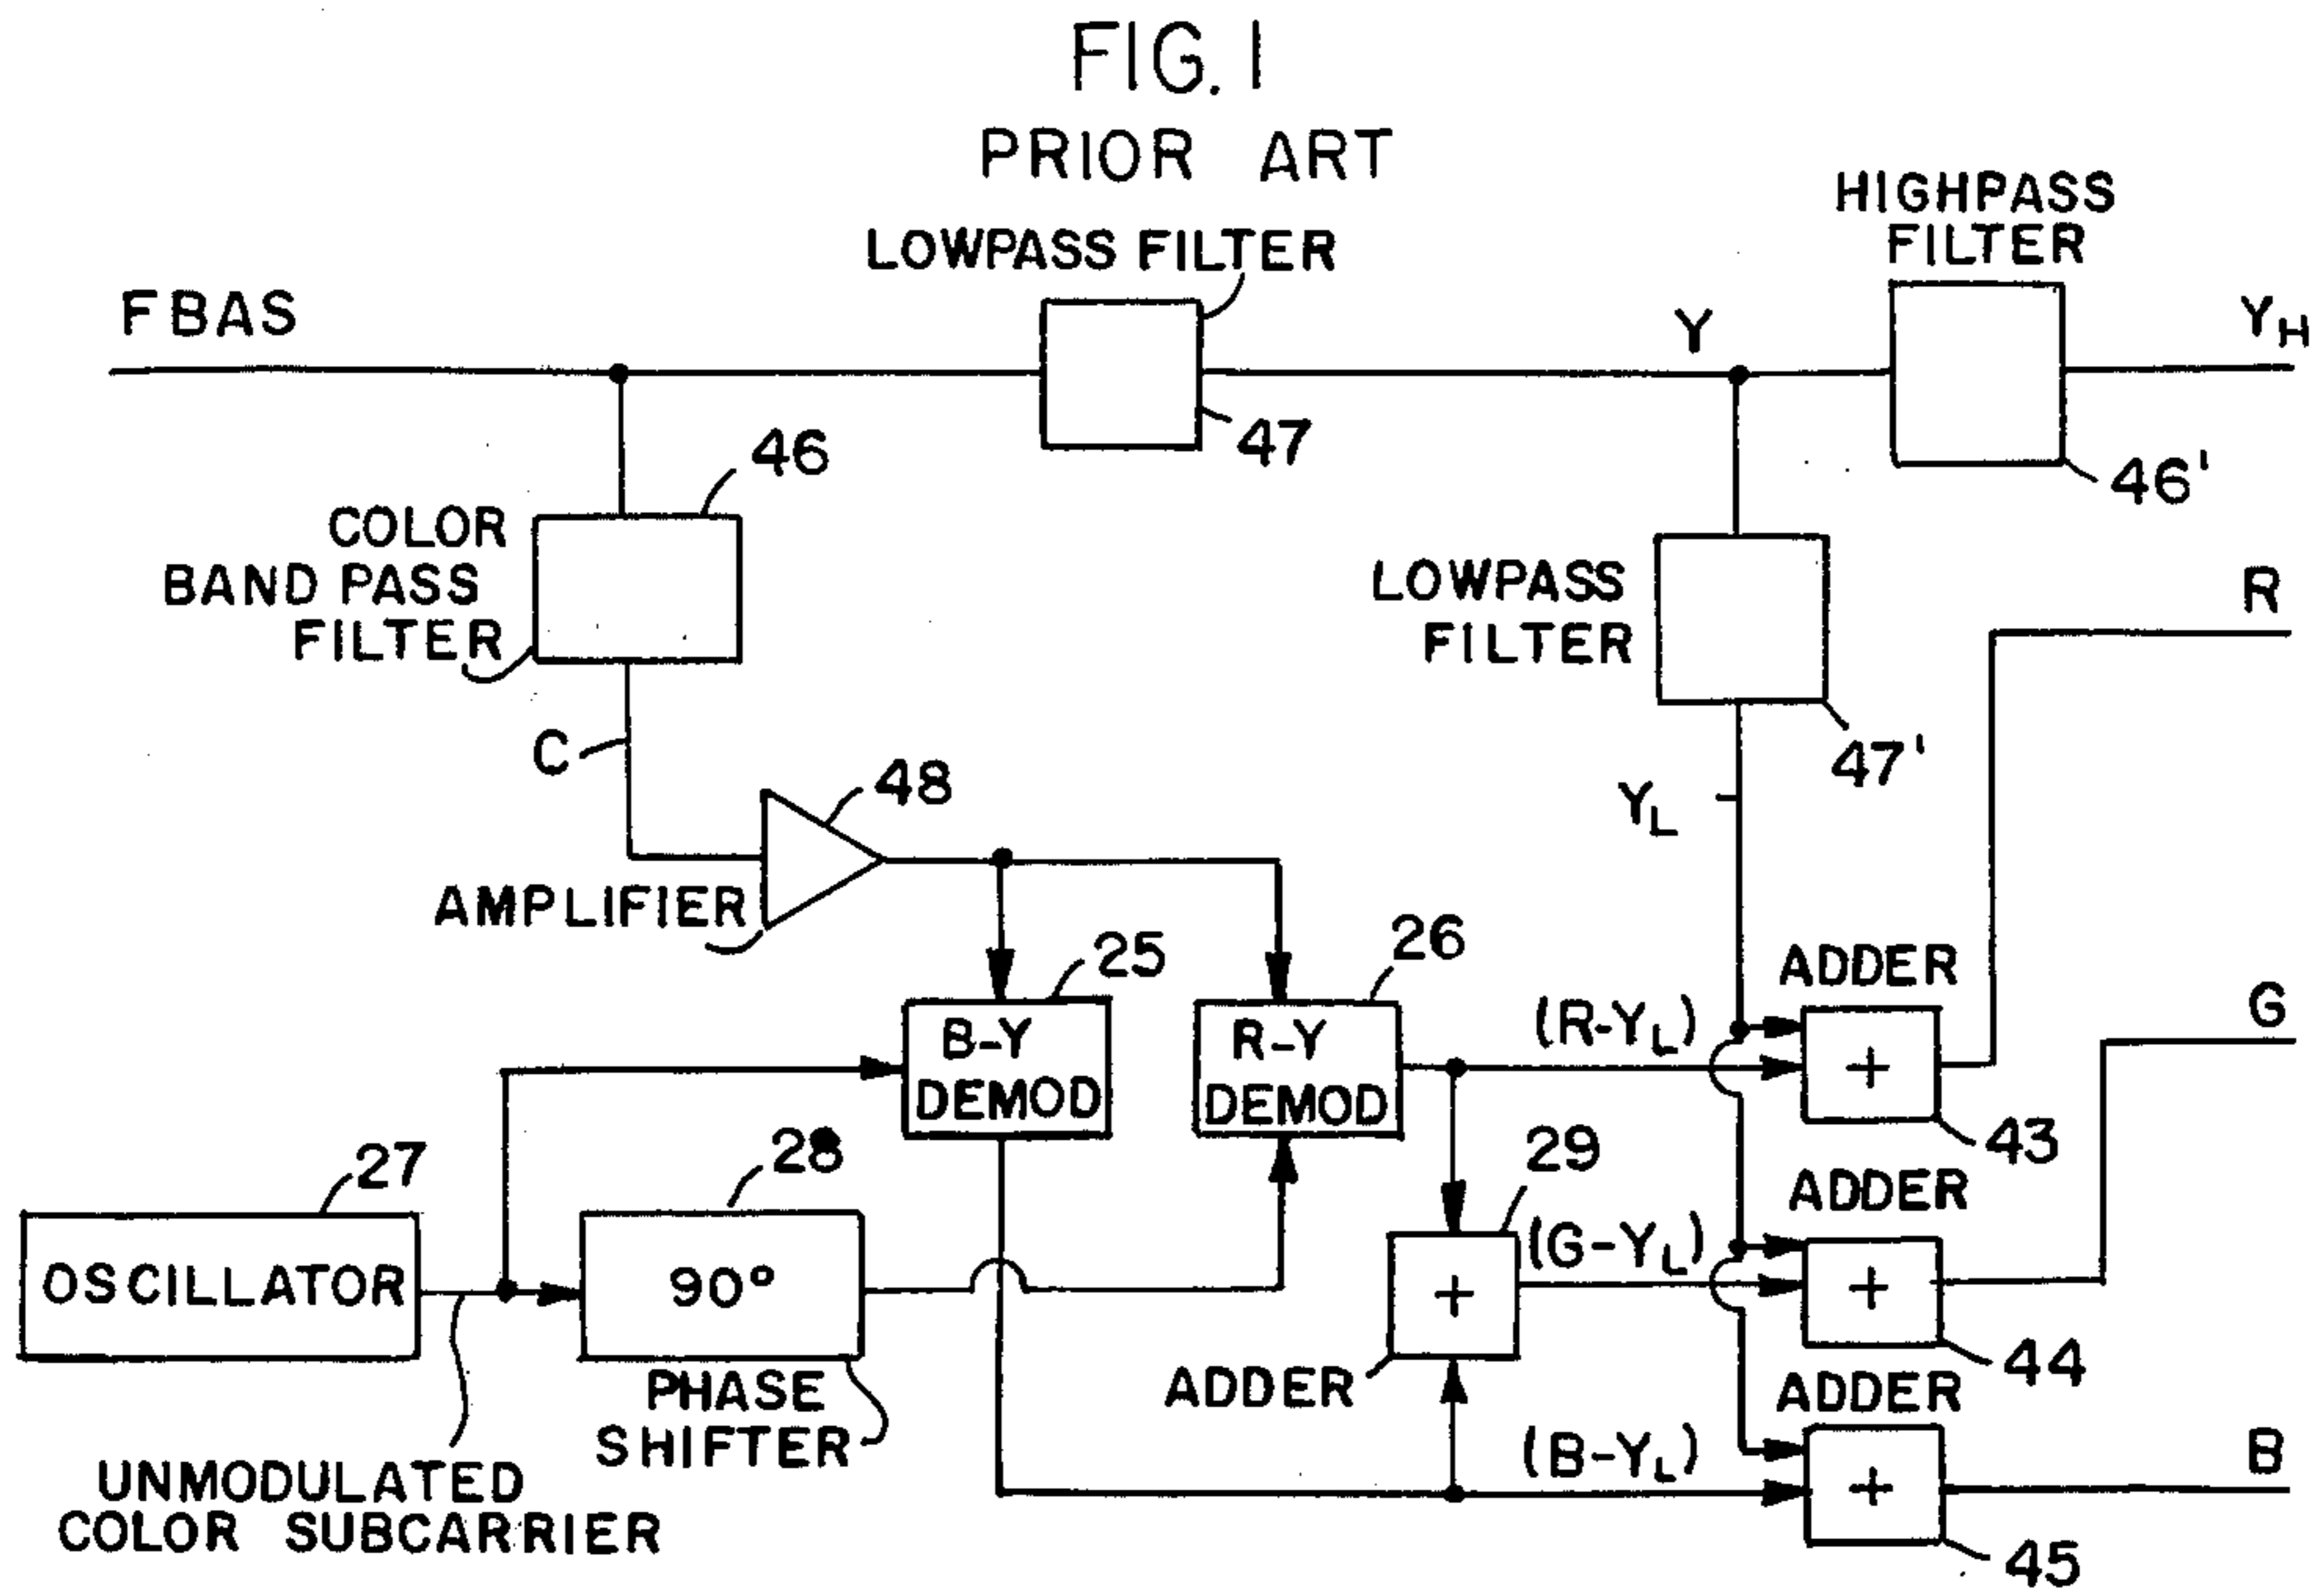 FIG. 1
PRIOR ART
HIGHPASS
FILTER
LOWPASS FILTER
FBAS
Y
YH
47
46
46'
COLOR
BAND PASS
FILTER
LOWPASS
FILTER
R
C
48
47'
YL
AMPLIFIER
25
26
ADDER
B-Y
DEMOD
R-Y
DEMOD
(R-YL)
+
G
43
27
28
29
ADDER
OSCILLATOR
90°
+
(G-YL)
+
44
PHASE
SHIFTER
ADDER
ADDER
UNMODULATED
COLOR SUBCARRIER
(B-YL)
+
B
45